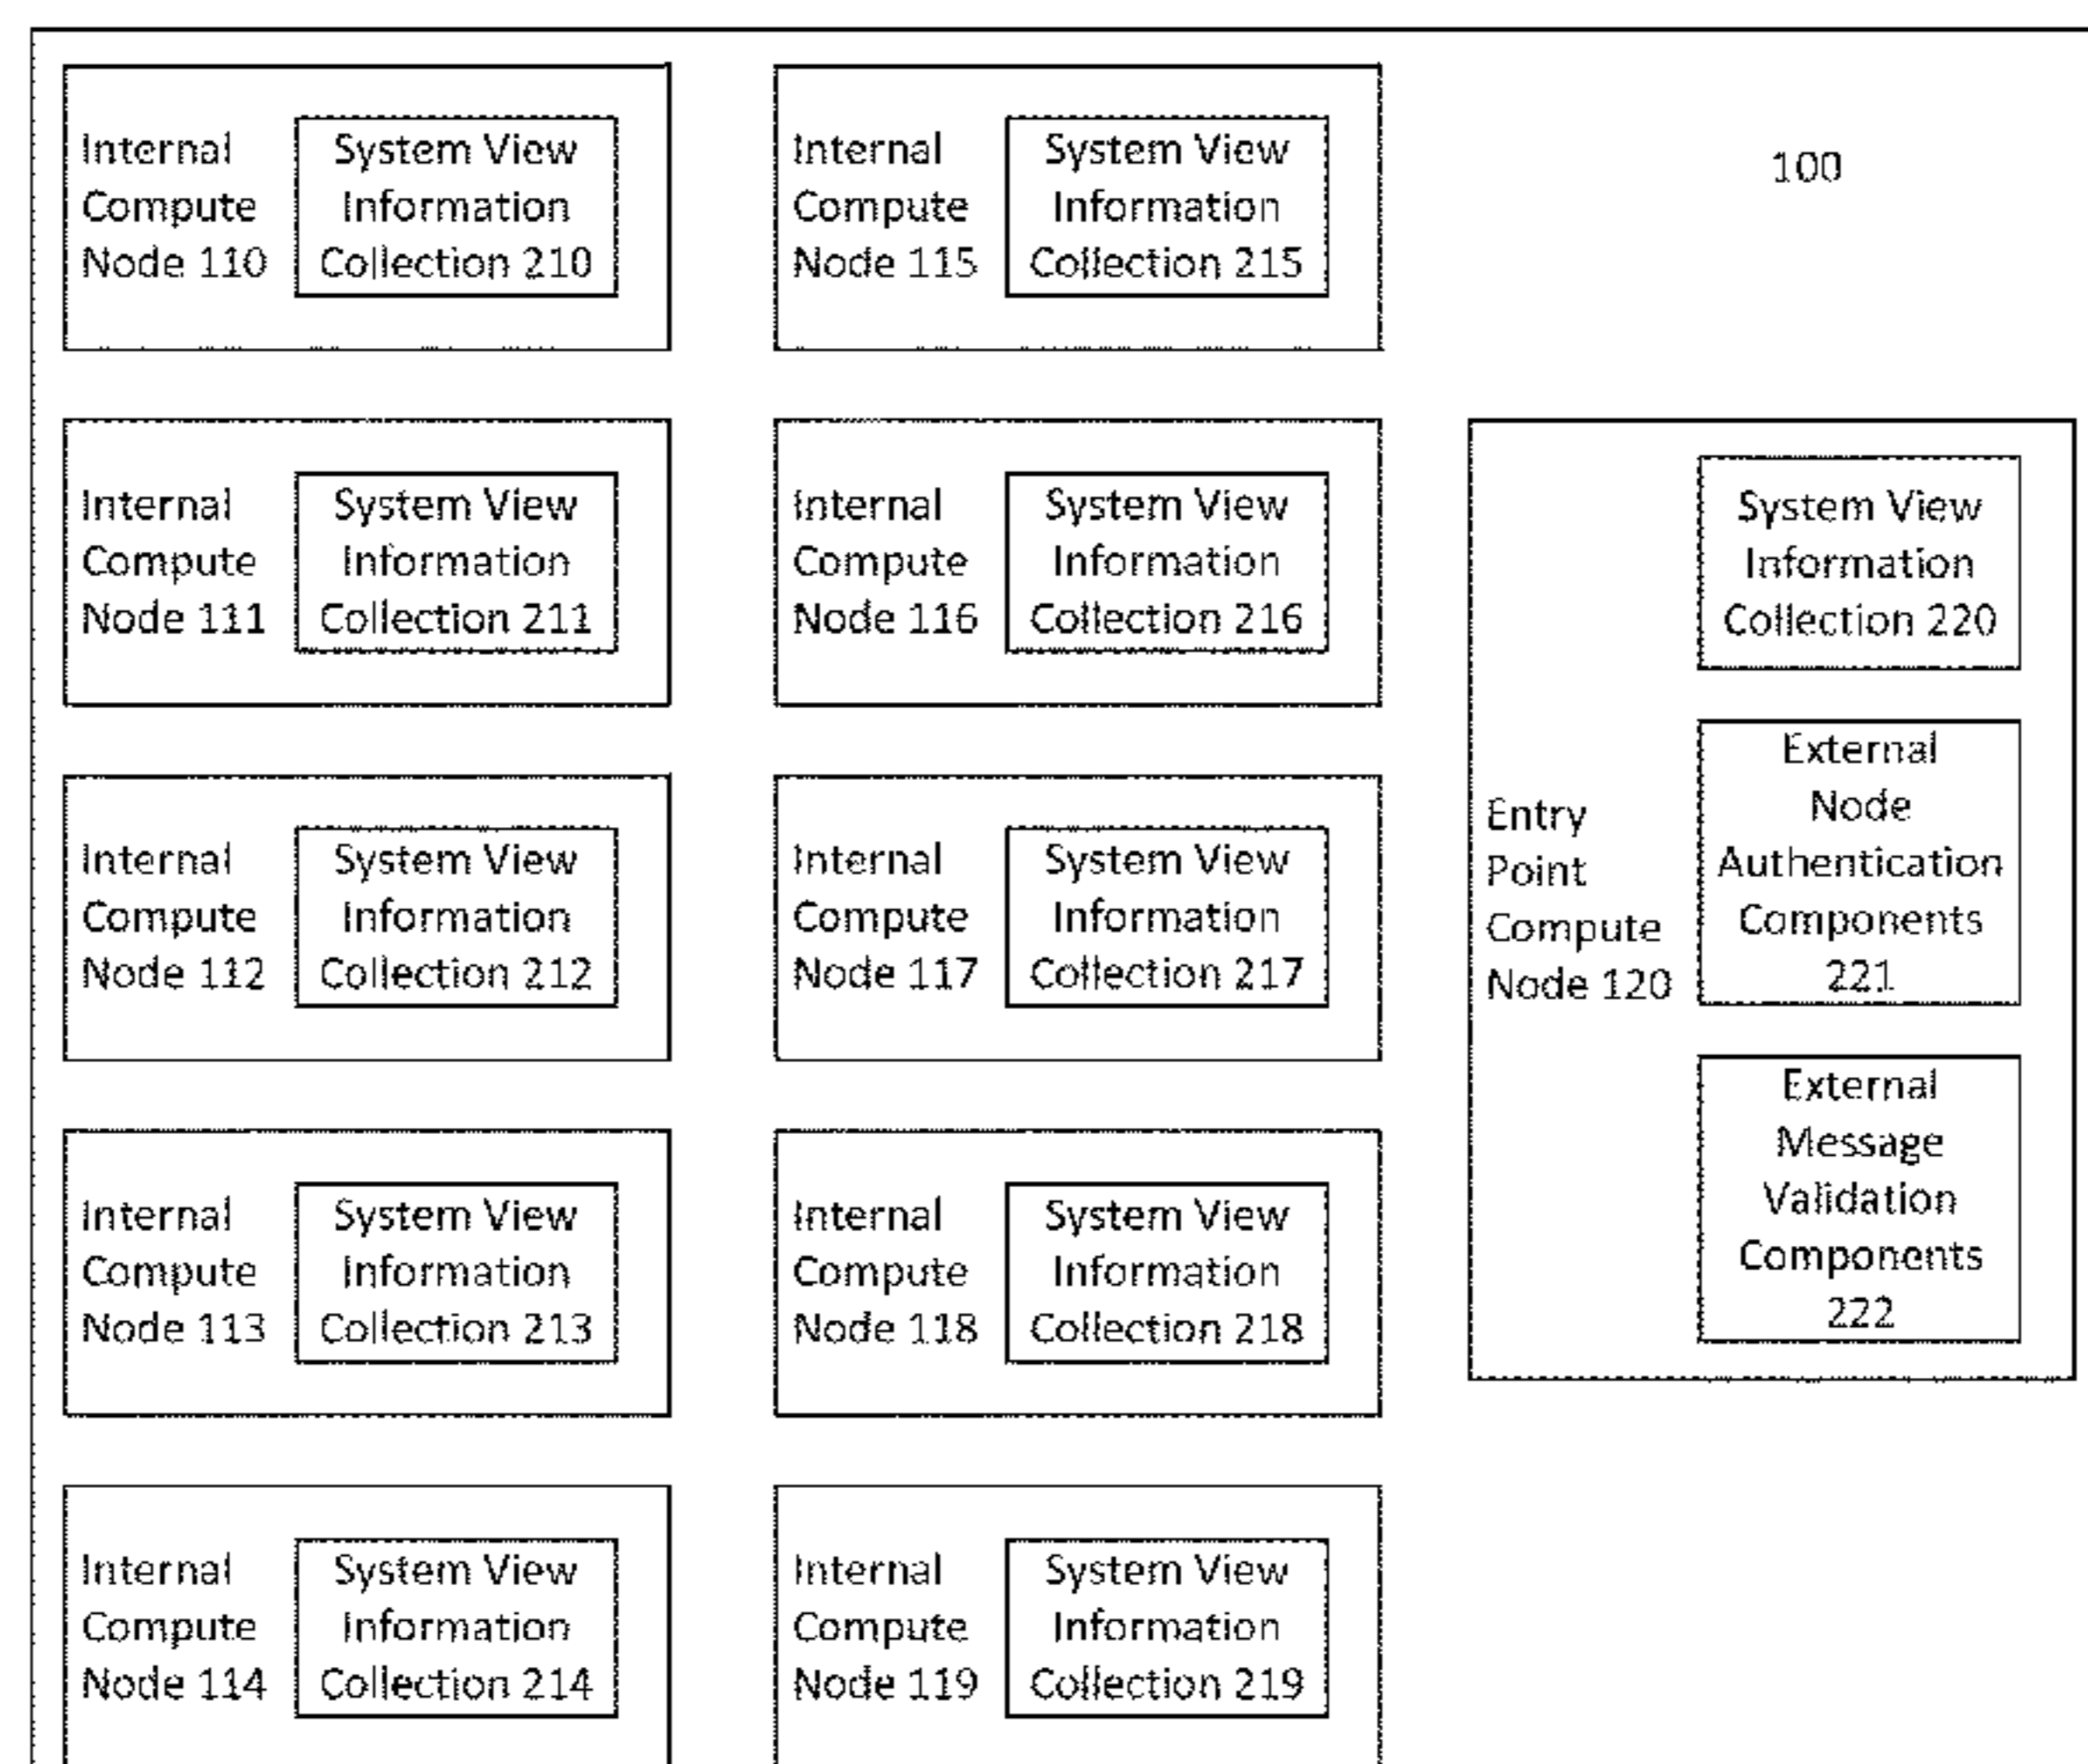 Internal
Compute
Node 110
System View
Information
Collection 210
Internal
Compute
Node 115
System View
Information
Collection 215
100
Internal
Compute
Node 111
System View
Information
Collection 211
Internal
Compute
Node 116
System View
Information
Collection 216
Internal
Compute
Node 112
System View
Information
Collection 212
Internal
Compute
Node 117
System View
Information
Collection 217
Internal
Compute
Node 113
System View
Information
Collection 213
Internal
Compute
Node 118
System View
Information
Collection 218
Internal
Compute
Node 114
System View
Information
Collection 214
Internal
Compute
Node 119
System View
Information
Collection 219
Entry
Point
Compute
Node 120
System View
Information
Collection 220
External
Node
Authentication
Components
221
External
Message
Validation
Components
222